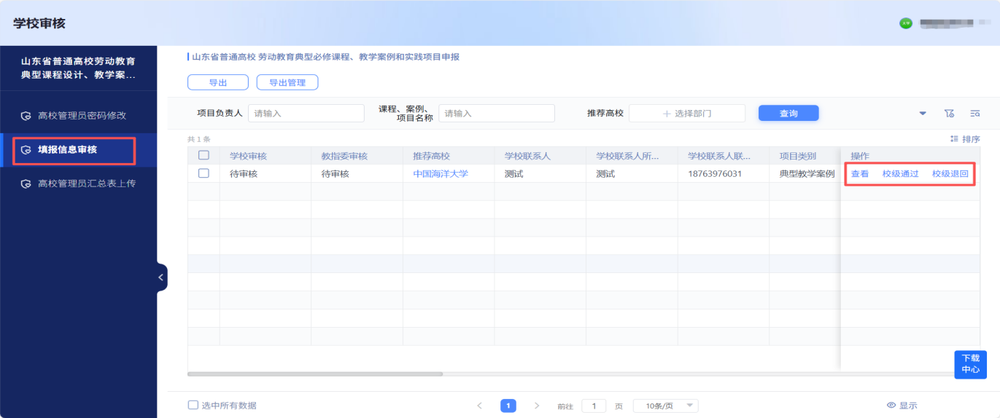 学校审核
山东省普通高校劳动教育
典型课程设计、教学案...
高校管理员密码修改
填报信息审核
高校管理员汇总表上传
山东省普通高校 劳动教育典型必修课程、教学案例和实践项目申报
导出 导出管理
项目负责人 请输入 课程、案例、项目名称 请输入 推荐高校 选择部门 查询
共1条 排序
学校审核 教指委审核 推荐高校 学校联系人 学校联系人所... 学校联系人联... 项目类别 操作
待审核 待审核 中国海洋大学 测试 测试 18763976031 典型教学案例 查看 校级通过 校级退回
下载
中心
选中所有数据 1 前往 1 页 10条/页 显示